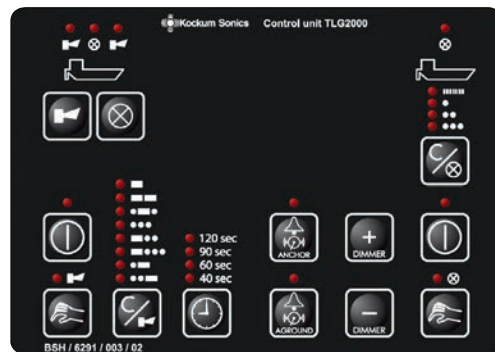 Kockum Sonics Control unit TLG2000
C/
120 sec
90 sec
60 sec
40 sec
ANCHOR
+
DIMMER
C/
AGROUND
−
DIMMER
BSH / 6291 / 003 / 02